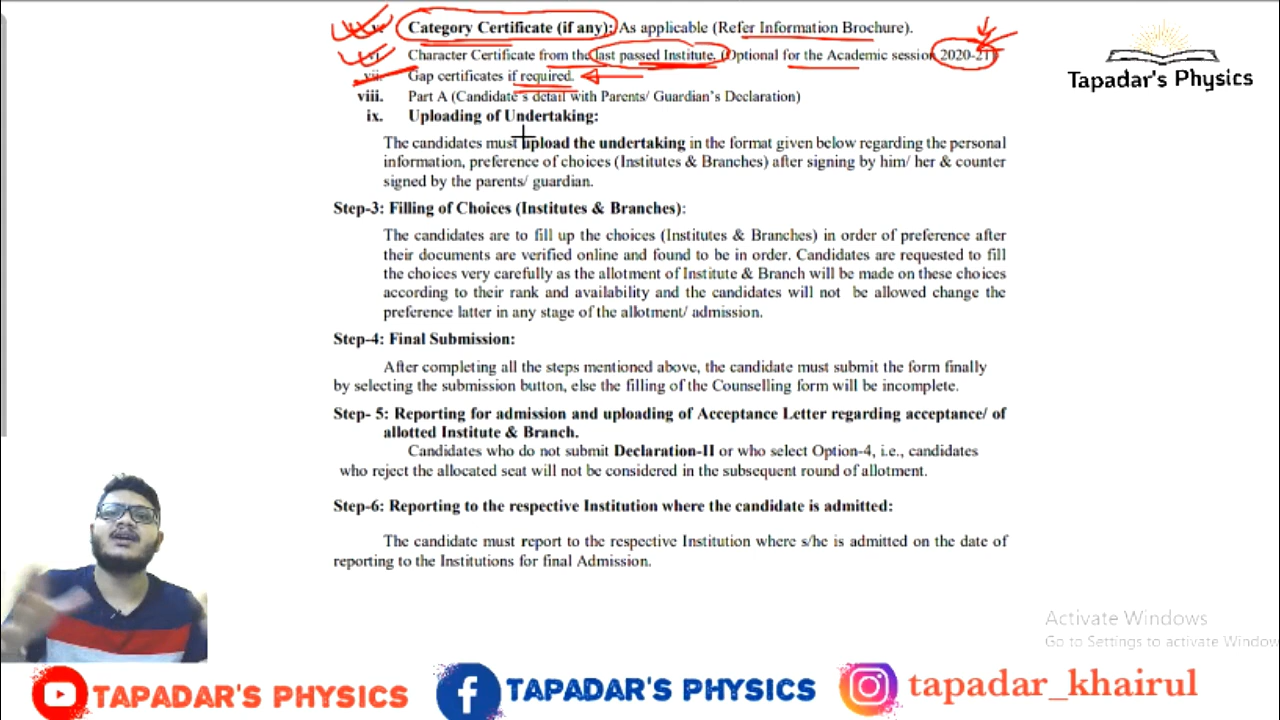 Category Certificate (if any): As applicable (Refer Information Brochure).
vi Character Certificate from the last passed Institute. (Optional for the Academic session 2020-21)
vii. Gap certificates if required.
viii. Part A (Candidate's detail with Parents/ Guardian's Declaration)
ix. Uploading of Undertaking:
The candidates must upload the undertaking in the format given below regarding the personal
information, preference of choices (Institutes & Branches) after signing by him/ her & counter
signed by the parents/ guardian.
Step-3: Filling of Choices (Institutes & Branches):
The candidates are to fill up the choices (Institutes & Branches) in order of preference after
their documents are verified online and found to be in order. Candidates are requested to fill
the choices very carefully as the allotment of Institute & Branch will be made on these choices
according to their rank and availability and the candidates will not be allowed change the
preference latter in any stage of the allotment/ admission.
Step-4: Final Submission:
After completing all the steps mentioned above, the candidate must submit the form finally
by selecting the submission button, else the filling of the Counselling form will be incomplete.
Step- 5: Reporting for admission and uploading of Acceptance Letter regarding acceptance/ of
allotted Institute & Branch.
Candidates who do not submit Declaration-II or who select Option-4, i.e., candidates
who reject the allocated seat will not be considered in the subsequent round of allotment.
Step-6: Reporting to the respective Institution where the candidate is admitted:
The candidate must report to the respective Institution where s/he is admitted on the date of
reporting to the Institutions for final Admission.
Tapadar's Physics
Activate Windows
Go to Settings to activate Window
TAPADAR'S PHYSICS
TAPADAR'S PHYSICS
tapadar_khairul